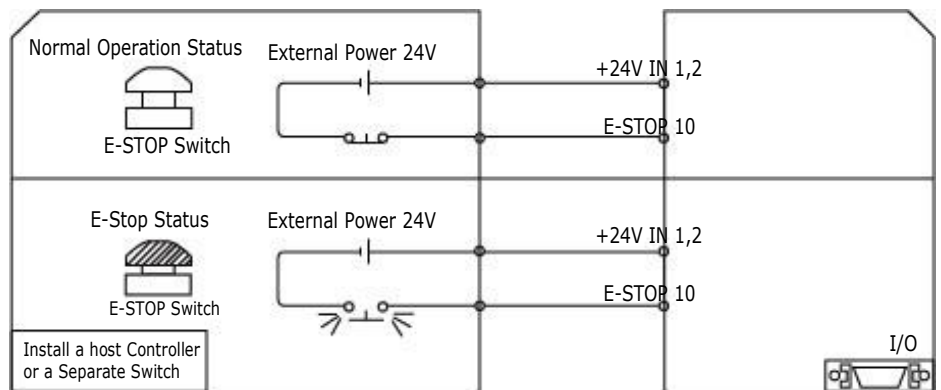 Normal Operation Status
External Power 24V
+24V IN 1,2
E-STOP Switch
E-STOP 10
E-Stop Status
External Power 24V
+24V IN 1,2
E-STOP Switch
E-STOP 10
Install a host Controller
or a Separate Switch
I/O